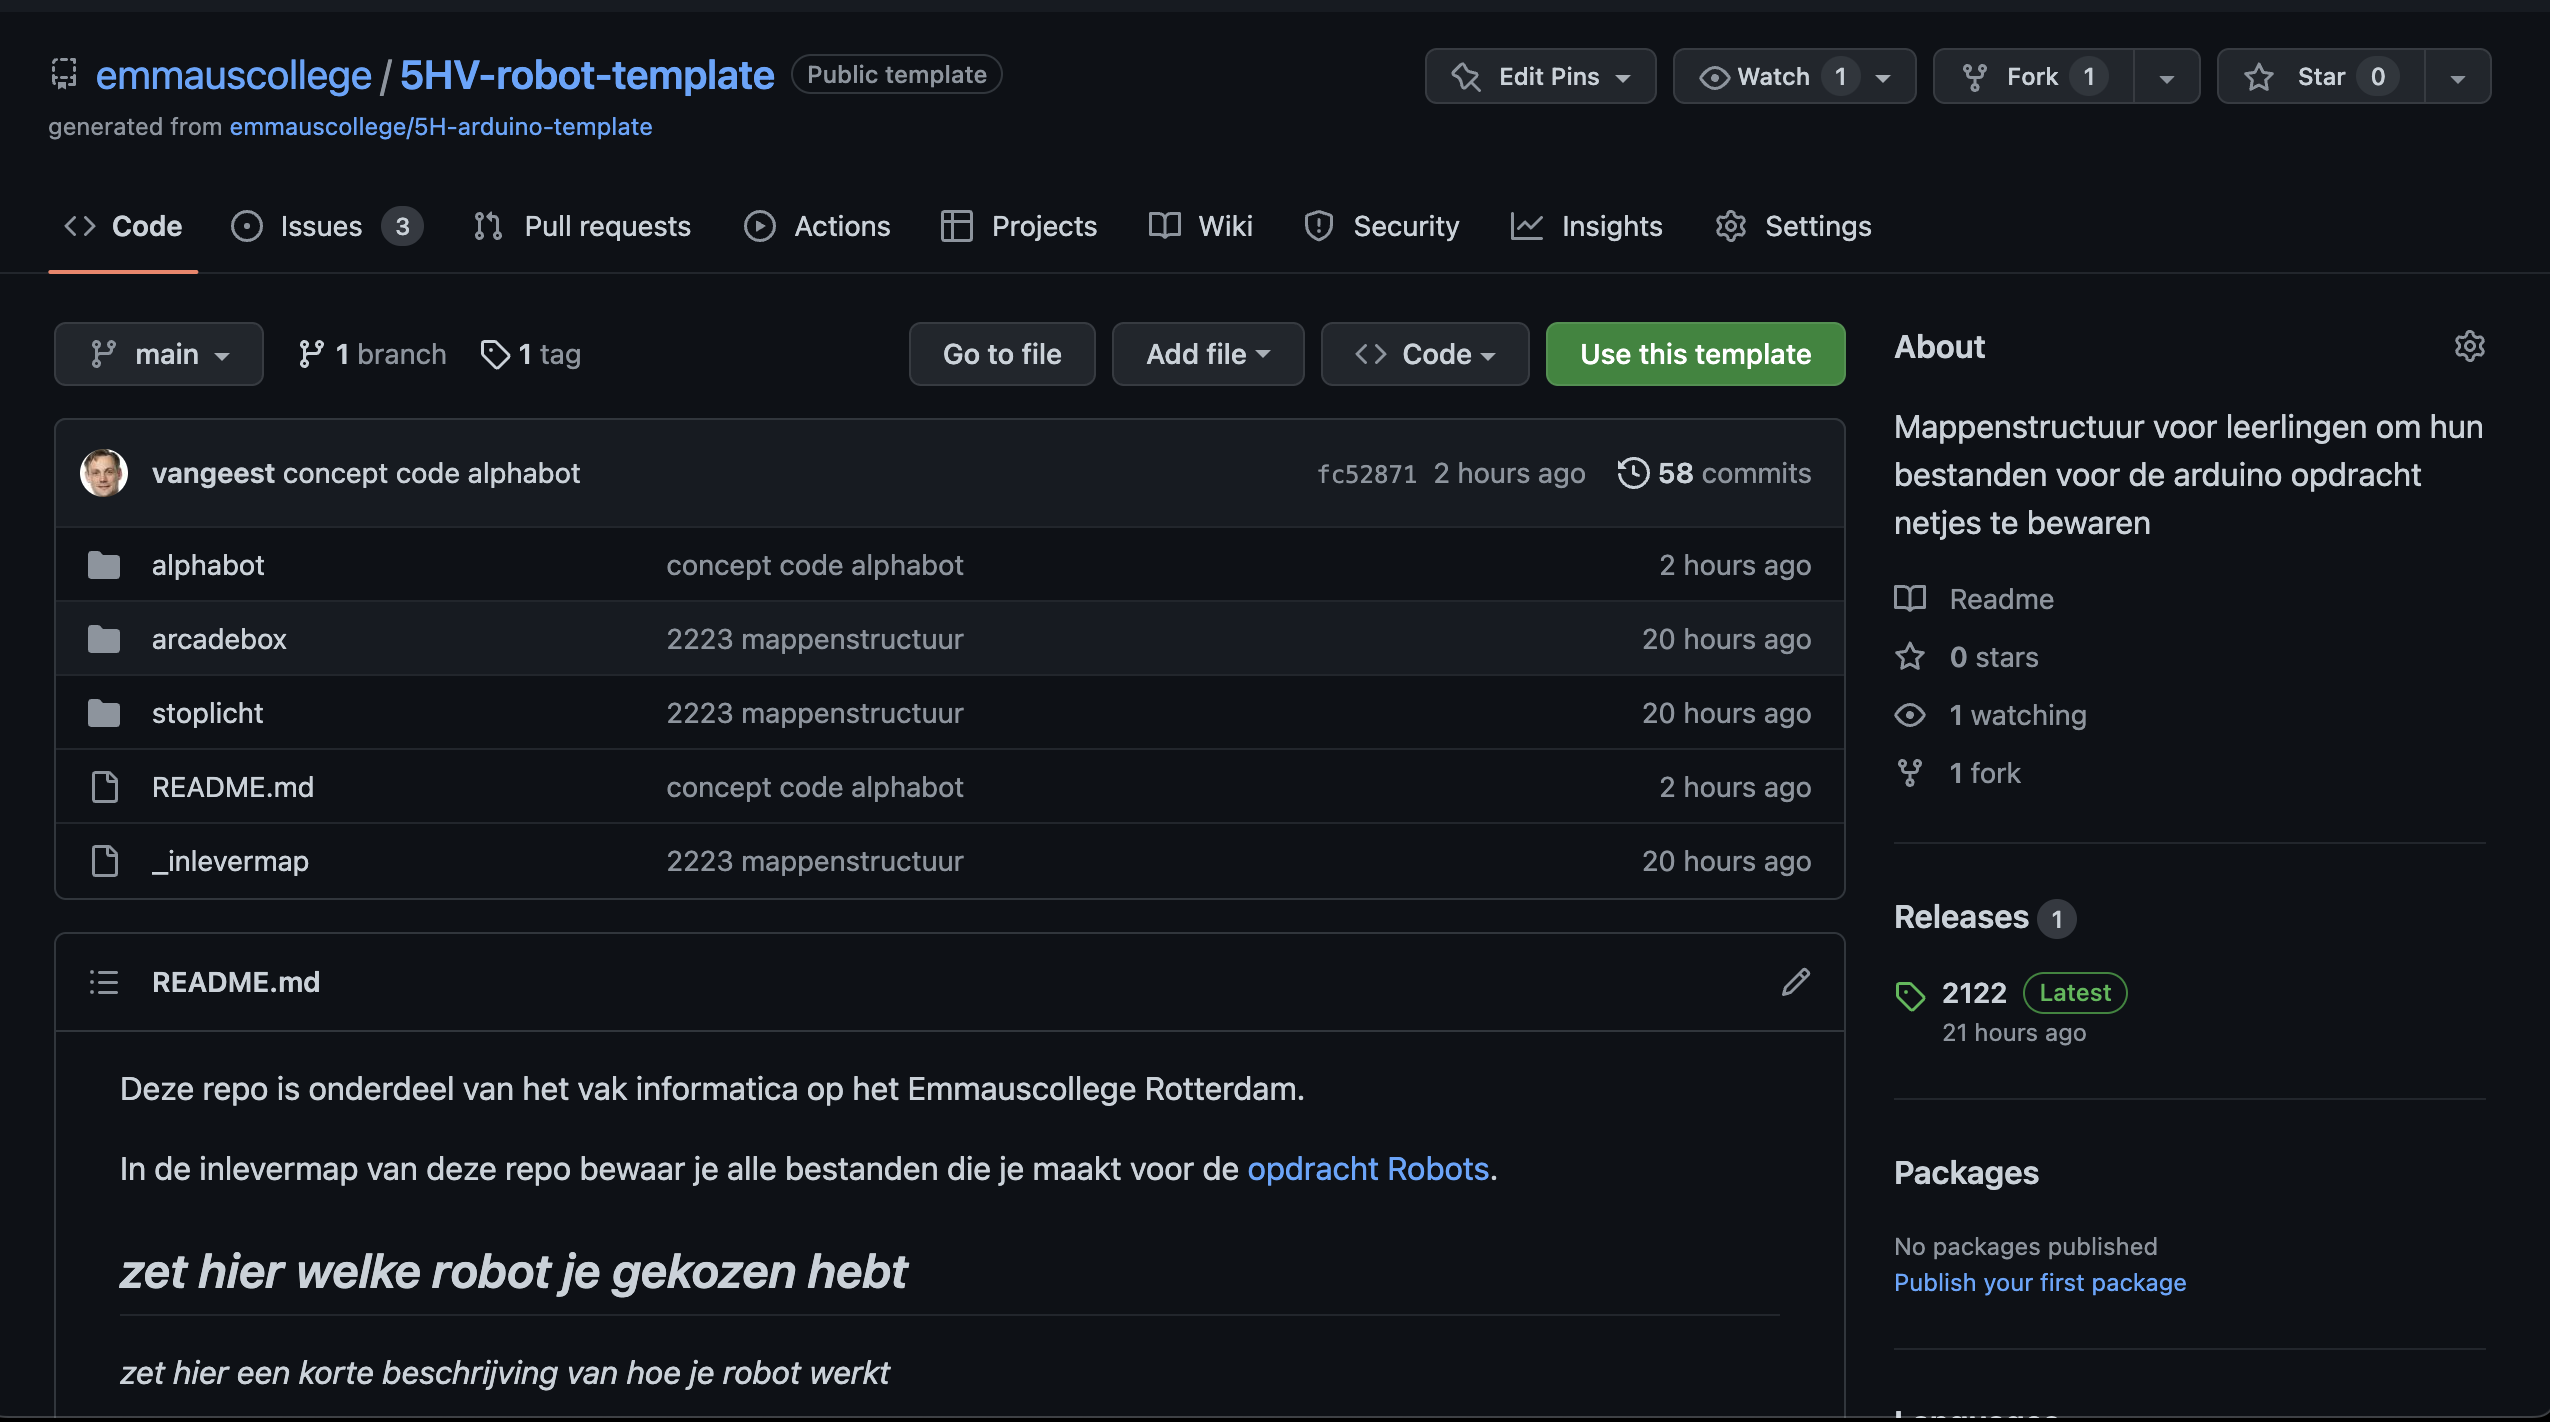 emmauscollege / 5HV-robot-template Public template
Edit Pins Watch 1 Fork 1 Star 0
generated from emmauscollege/5H-arduino-template
Code Issues 3 Pull requests Actions Projects Wiki Security Insights Settings
main 1 branch 1 tag Go to file Add file Code Use this template
vangeest concept code alphabot fc52871 2 hours ago 58 commits
alphabot concept code alphabot 2 hours ago
arcadebox 2223 mappenstructuur 20 hours ago
stoplicht 2223 mappenstructuur 20 hours ago
README.md concept code alphabot 2 hours ago
_inlevermap 2223 mappenstructuur 20 hours ago
README.md
Deze repo is onderdeel van het vak informatica op het Emmauscollege Rotterdam.
In de inlevermap van deze repo bewaar je alle bestanden die je maakt voor de opdracht Robots.
zet hier welke robot je gekozen hebt
zet hier een korte beschrijving van hoe je robot werkt
About
Mappenstructuur voor leerlingen om hun
bestanden voor de arduino opdracht
netjes te bewaren
Readme
0 stars
1 watching
1 fork
Releases 1
2122 Latest
21 hours ago
Packages
No packages published
Publish your first package